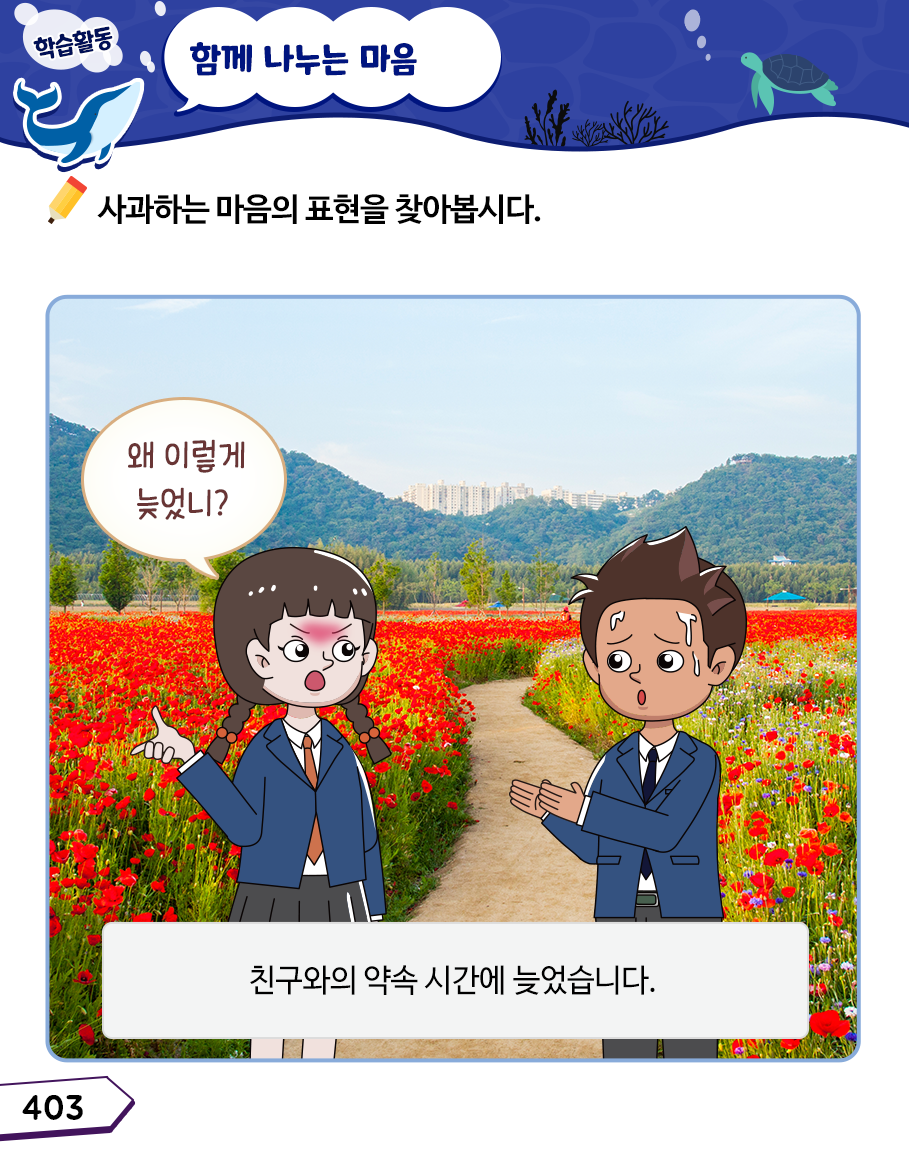 학습활동
함께 나누는 마음
사과하는 마음의 표현을 찾아봅시다.
왜 이렇게
늦었니?
친구와의 약속 시간에 늦었습니다.
403